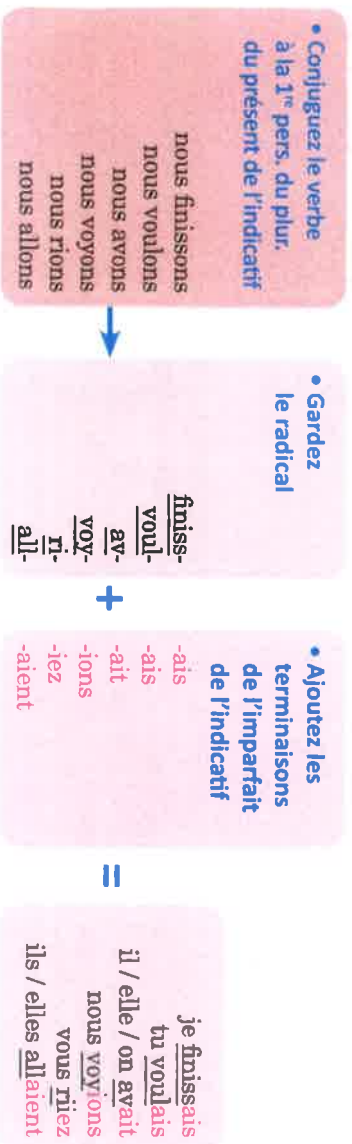 • Conjuguez le verbe
à la 1re pers. du plur.
du présent de l'indicatif
nous finissons
nous voulons
nous avons
nous voyons
nous rions
nous allons
• Gardez
le radical
finiss-
voul-
av-
voy-
ri-
all-
+
• Ajoutez les
terminaisons
de l'imparfait
de l'indicatif
-ais
-ais
-ait
-ions
-iez
-aient
=
je finissais
tu voulais
il / elle / on avait
nous voyions
vous riiez
ils / elles allaient